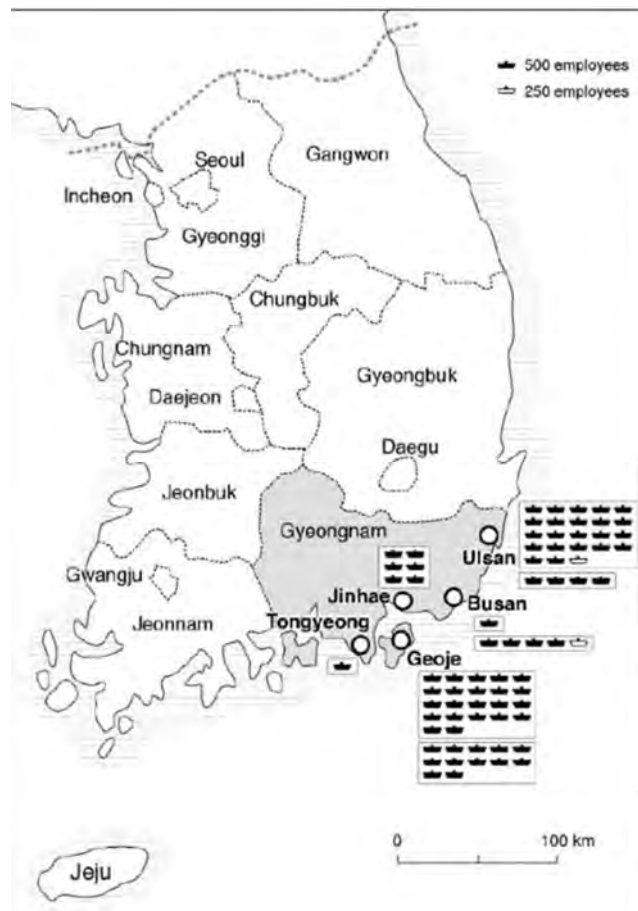 500 employees
250 employees
Seoul
Gangwon
Incheon
Gyeonggi
Chungbuk
Chungnam
Gyeongbuk
Daejeon
Daegu
Jeonbuk
Gyeongnam
Ulsan
Gwangju
Jinhae
Busan
Jeonnam
Tongyeong
Geoje
0 100 km
Jeju